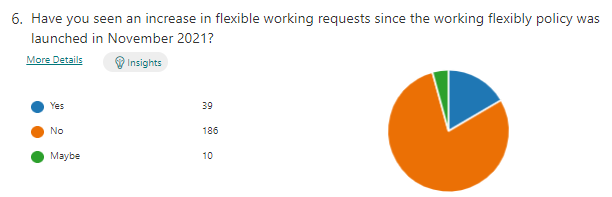 6. Have you seen an increase in flexible working requests since the working flexibly policy was
launched in November 2021?
More Details
Insights
Yes 39
No 186
Maybe 10